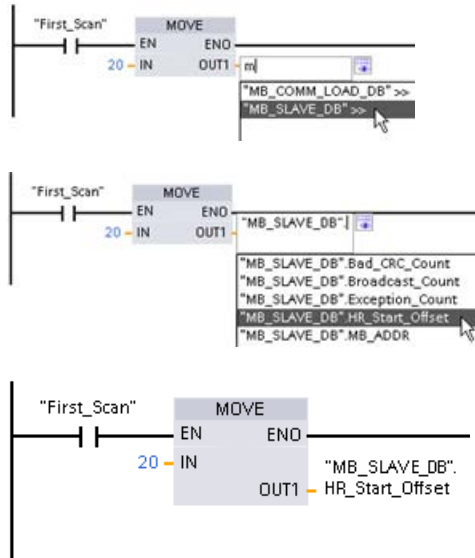 "First_Scan"
MOVE
EN ENO
20 IN OUT1 m
"MB_COMM_LOAD_DB" >>
"MB_SLAVE_DB" >>
"First_Scan"
MOVE
EN ENO
20 IN OUT1 "MB_SLAVE_DB".
"MB_SLAVE_DB".Bad_CRC_Count
"MB_SLAVE_DB".Broadcast_Count
"MB_SLAVE_DB".Exception_Count
"MB_SLAVE_DB".HR_Start_Offset
"MB_SLAVE_DB".MB_ADDR
"First_Scan"
MOVE
EN ENO
20 IN
"MB_SLAVE_DB".
OUT1 HR_Start_Offset